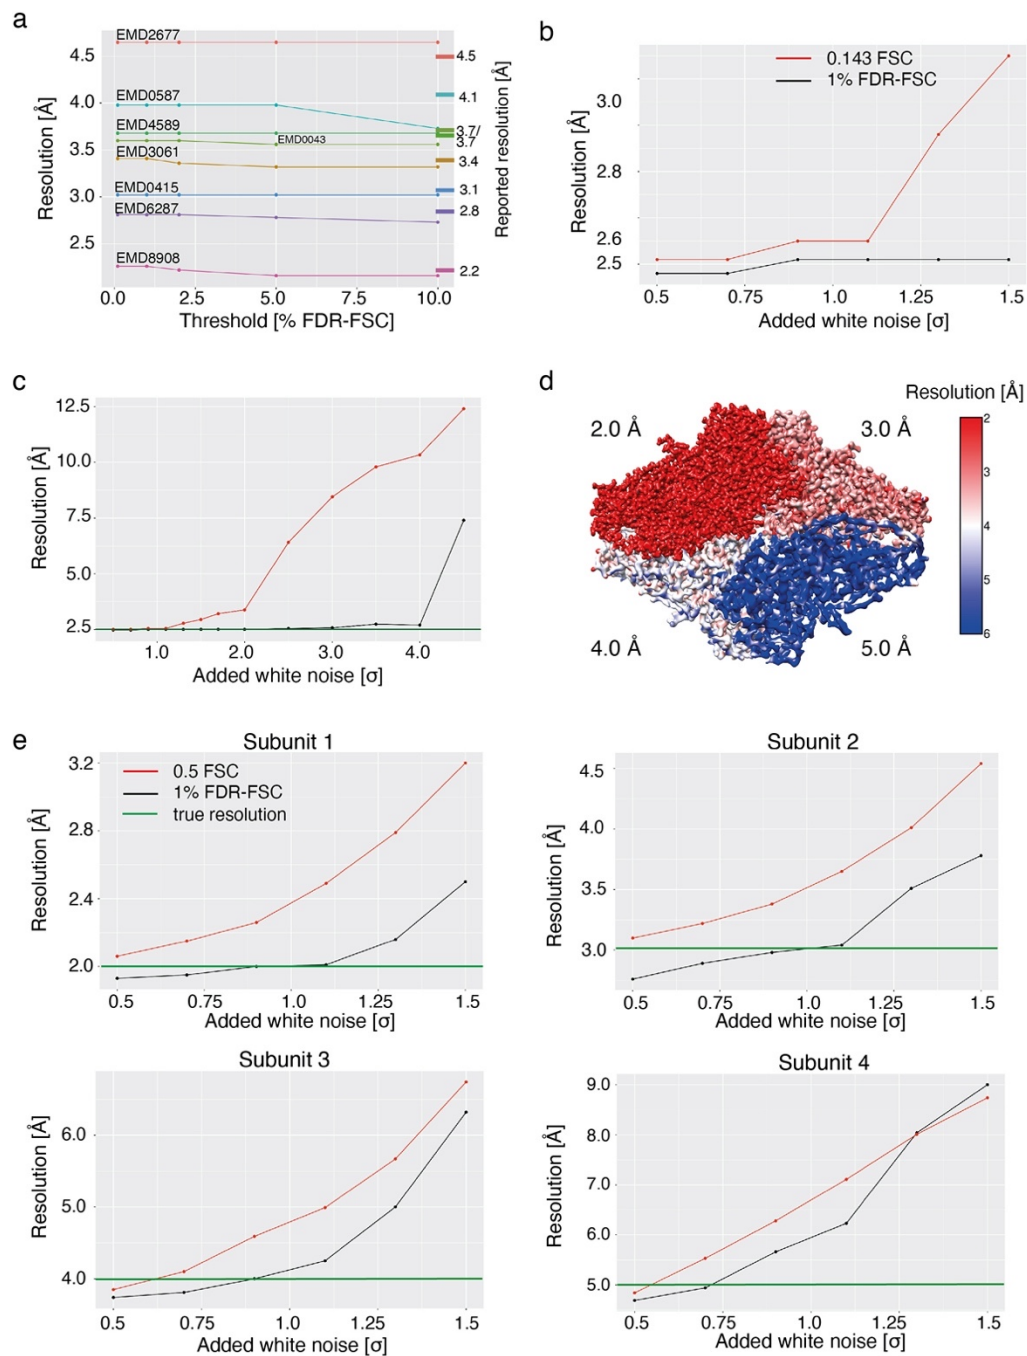 a
EMD2677
4.5
4.5
EMD0587
4.1
4.0
EMD4589
3.7/
EMD0043
3.7
3.5
EMD3061
3.4
EMD0415
3.1
3.0
EMD6287
2.8
2.5
EMD8908
2.2
0.0 2.5 5.0 7.5 10.0
Threshold [% FDR-FSC]
Resolution [Å]
Reported resolution [Å]
b
0.143 FSC
1% FDR-FSC
3.0
2.8
2.6
2.5
0.5 0.75 1.0 1.25 1.5
Added white noise [σ]
Resolution [Å]
c
12.5
10.0
7.5
5.0
2.5
1.0 2.0 3.0 4.0
Added white noise [σ]
Resolution [Å]
d
Resolution [Å]
2.0 Å
3.0 Å
4.0 Å
5.0 Å
2
3
4
5
6
e
Subunit 1
0.5 FSC
1% FDR-FSC
true resolution
3.2
2.8
2.4
2.0
0.5 0.75 1.0 1.25 1.5
Added white noise [σ]
Resolution [Å]
Subunit 2
4.5
4.0
3.5
3.0
0.5 0.75 1.0 1.25 1.5
Added white noise [σ]
Resolution [Å]
Subunit 3
6.0
5.0
4.0
0.5 0.75 1.0 1.25 1.5
Added white noise [σ]
Resolution [Å]
Subunit 4
9.0
8.0
7.0
6.0
5.0
0.5 0.75 1.0 1.25 1.5
Added white noise [σ]
Resolution [Å]